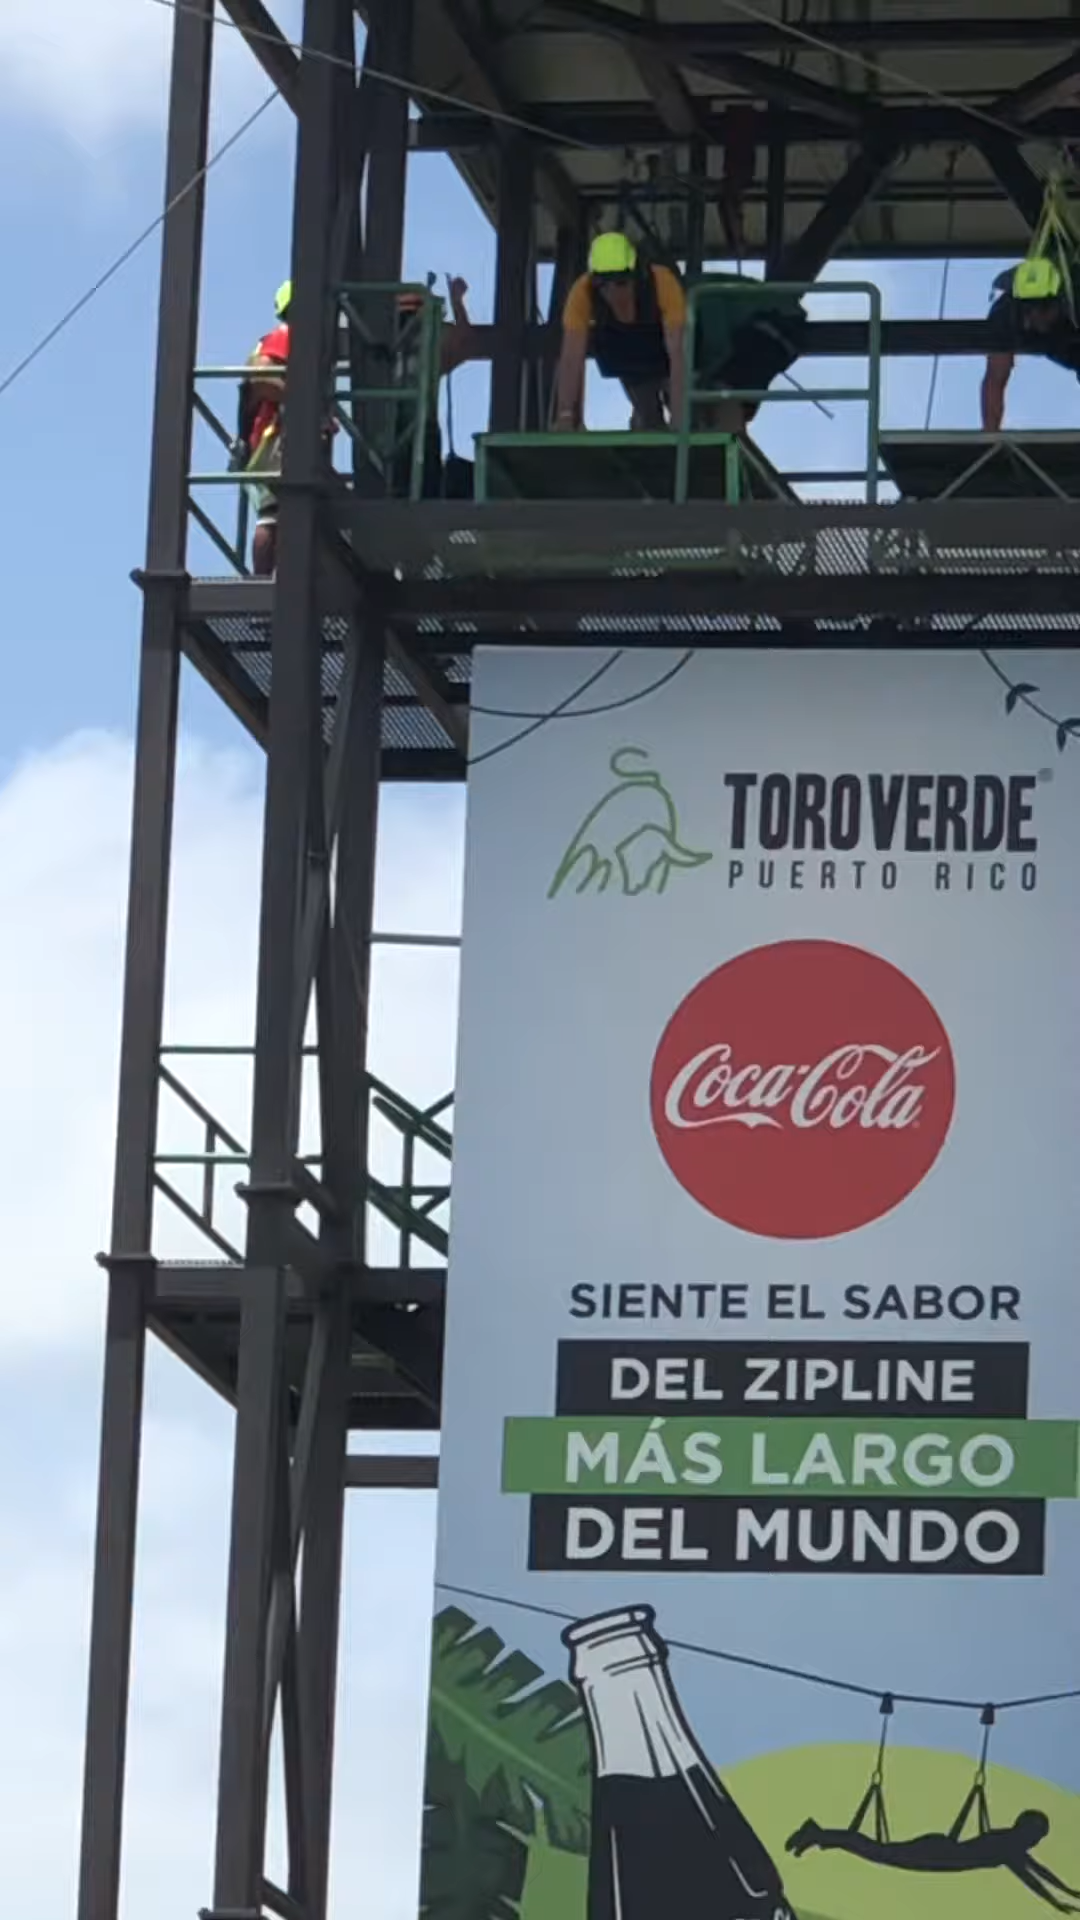 TOROVERDE®
PUERTO RICO
Coca-Cola
SIENTE EL SABOR
DEL ZIPLINE
MÁS LARGO
DEL MUNDO